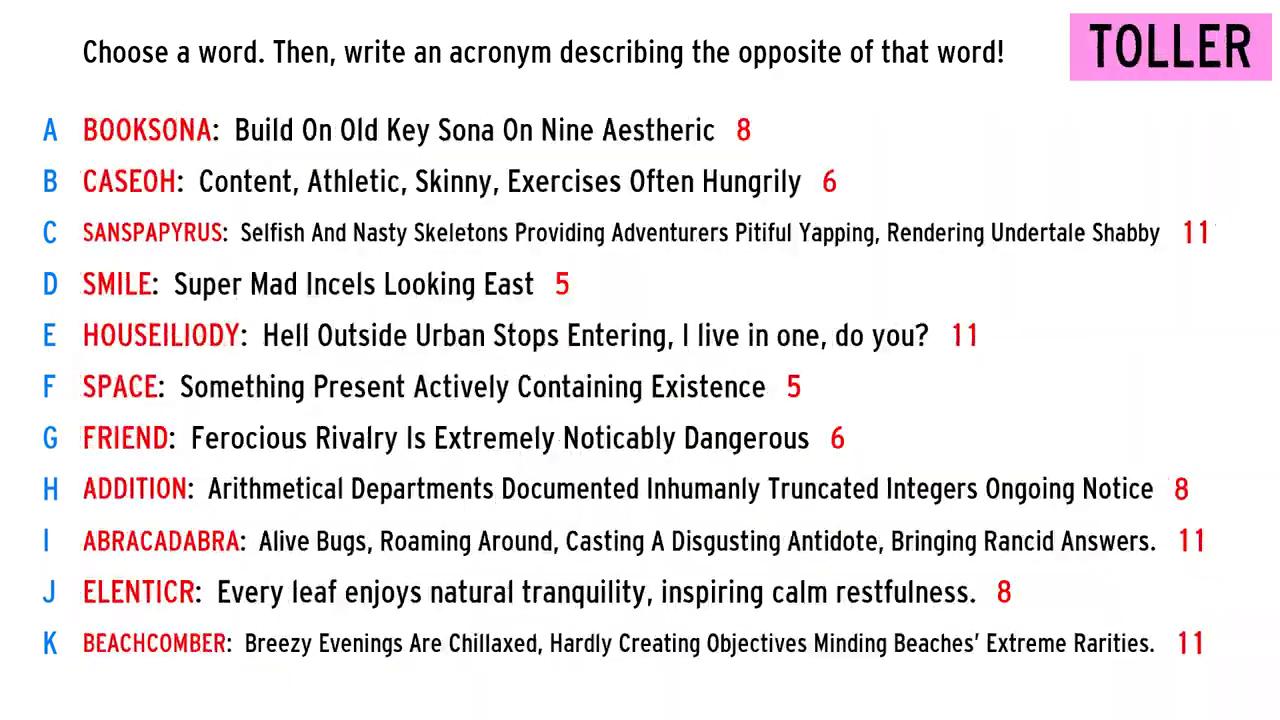 Choose a word. Then, write an acronym describing the opposite of that word!
TOLLER
A BOOKSONA: Build On Old Key Sona On Nine Aestheric 8
B CASEOH: Content, Athletic, Skinny, Exercises Often Hungrily 6
C SANSPAPYRUS: Selfish And Nasty Skeletons Providing Adventurers Pitiful Yapping, Rendering Undertale Shabby 11
D SMILE: Super Mad Incels Looking East 5
E HOUSEILIODY: Hell Outside Urban Stops Entering, I live in one, do you? 11
F SPACE: Something Present Actively Containing Existence 5
G FRIEND: Ferocious Rivalry Is Extremely Noticably Dangerous 6
H ADDITION: Arithmetical Departments Documented Inhumanly Truncated Integers Ongoing Notice 8
I ABRACADABRA: Alive Bugs, Roaming Around, Casting A Disgusting Antidote, Bringing Rancid Answers. 11
J ELENTICR: Every leaf enjoys natural tranquility, inspiring calm restfulness. 8
K BEACHCOMBER: Breezy Evenings Are Chillaxed, Hardly Creating Objectives Minding Beaches' Extreme Rarities. 11